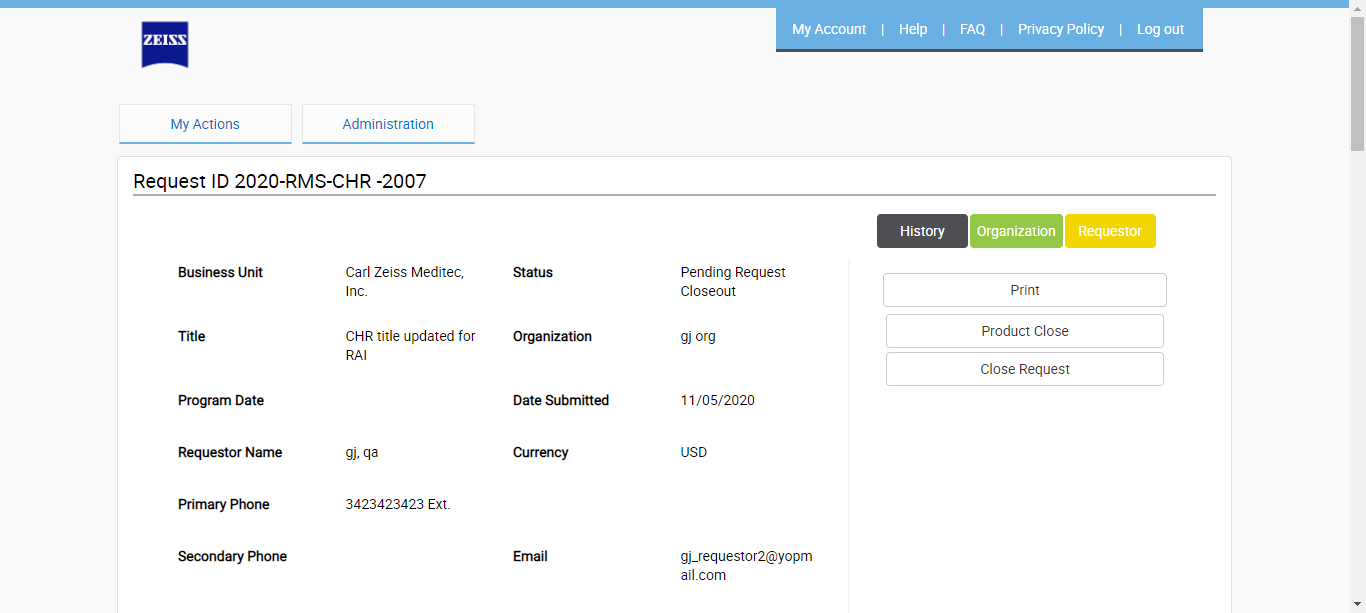 ZEISS
My Account | Help | FAQ | Privacy Policy | Log out
My Actions Administration
Request ID 2020-RMS-CHR -2007
History Organization Requestor
Business Unit Carl Zeiss Meditec, Status Pending Request
Inc. Closeout
Print
Product Close
Title CHR title updated for Organization gj org
RAI
Close Request
Program Date Date Submitted 11/05/2020
Requestor Name gj, qa Currency USD
Primary Phone 3423423423 Ext.
Secondary Phone Email gj_requestor2@yopm
ail.com